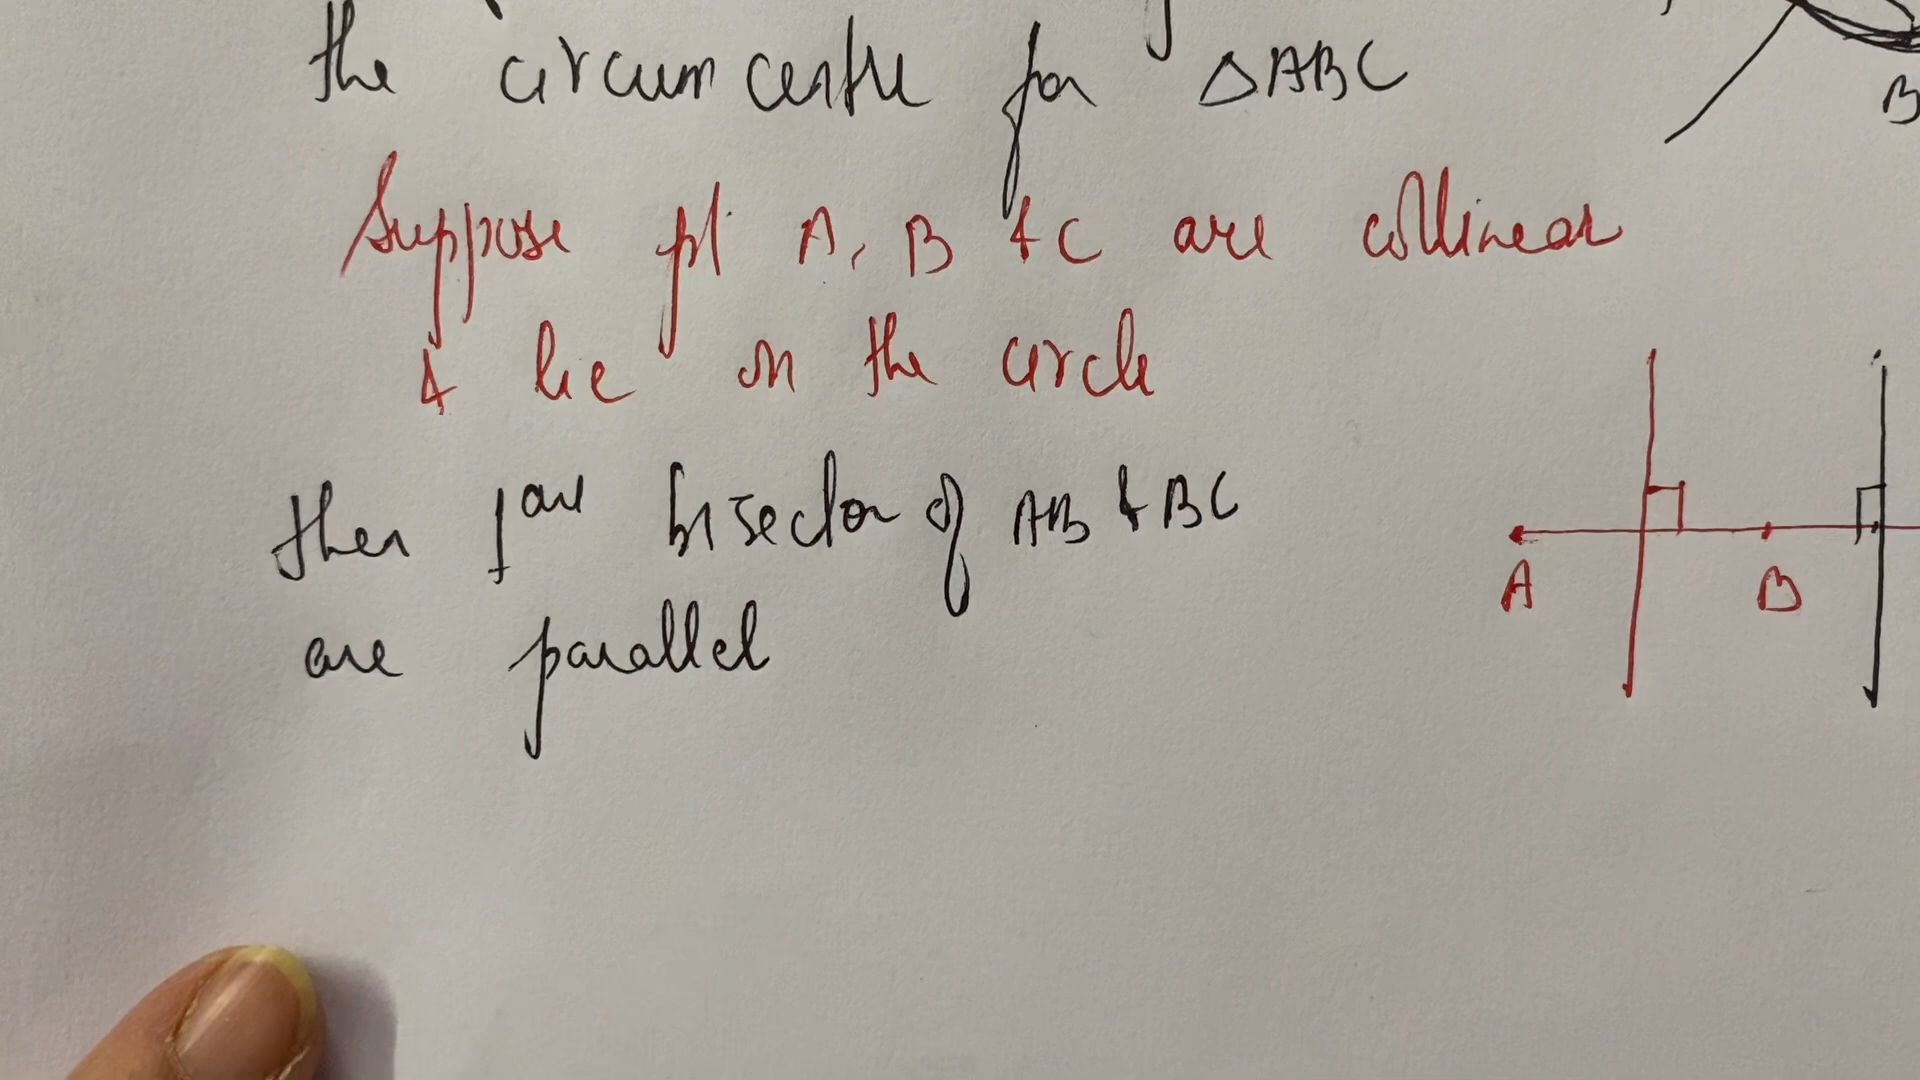 the circumcentre for △ABC
B
Suppose pt A, B & C are collinear
& lie on the circle
then ⊥ᵃʳ bisector of AB & BC
are parallel
A B